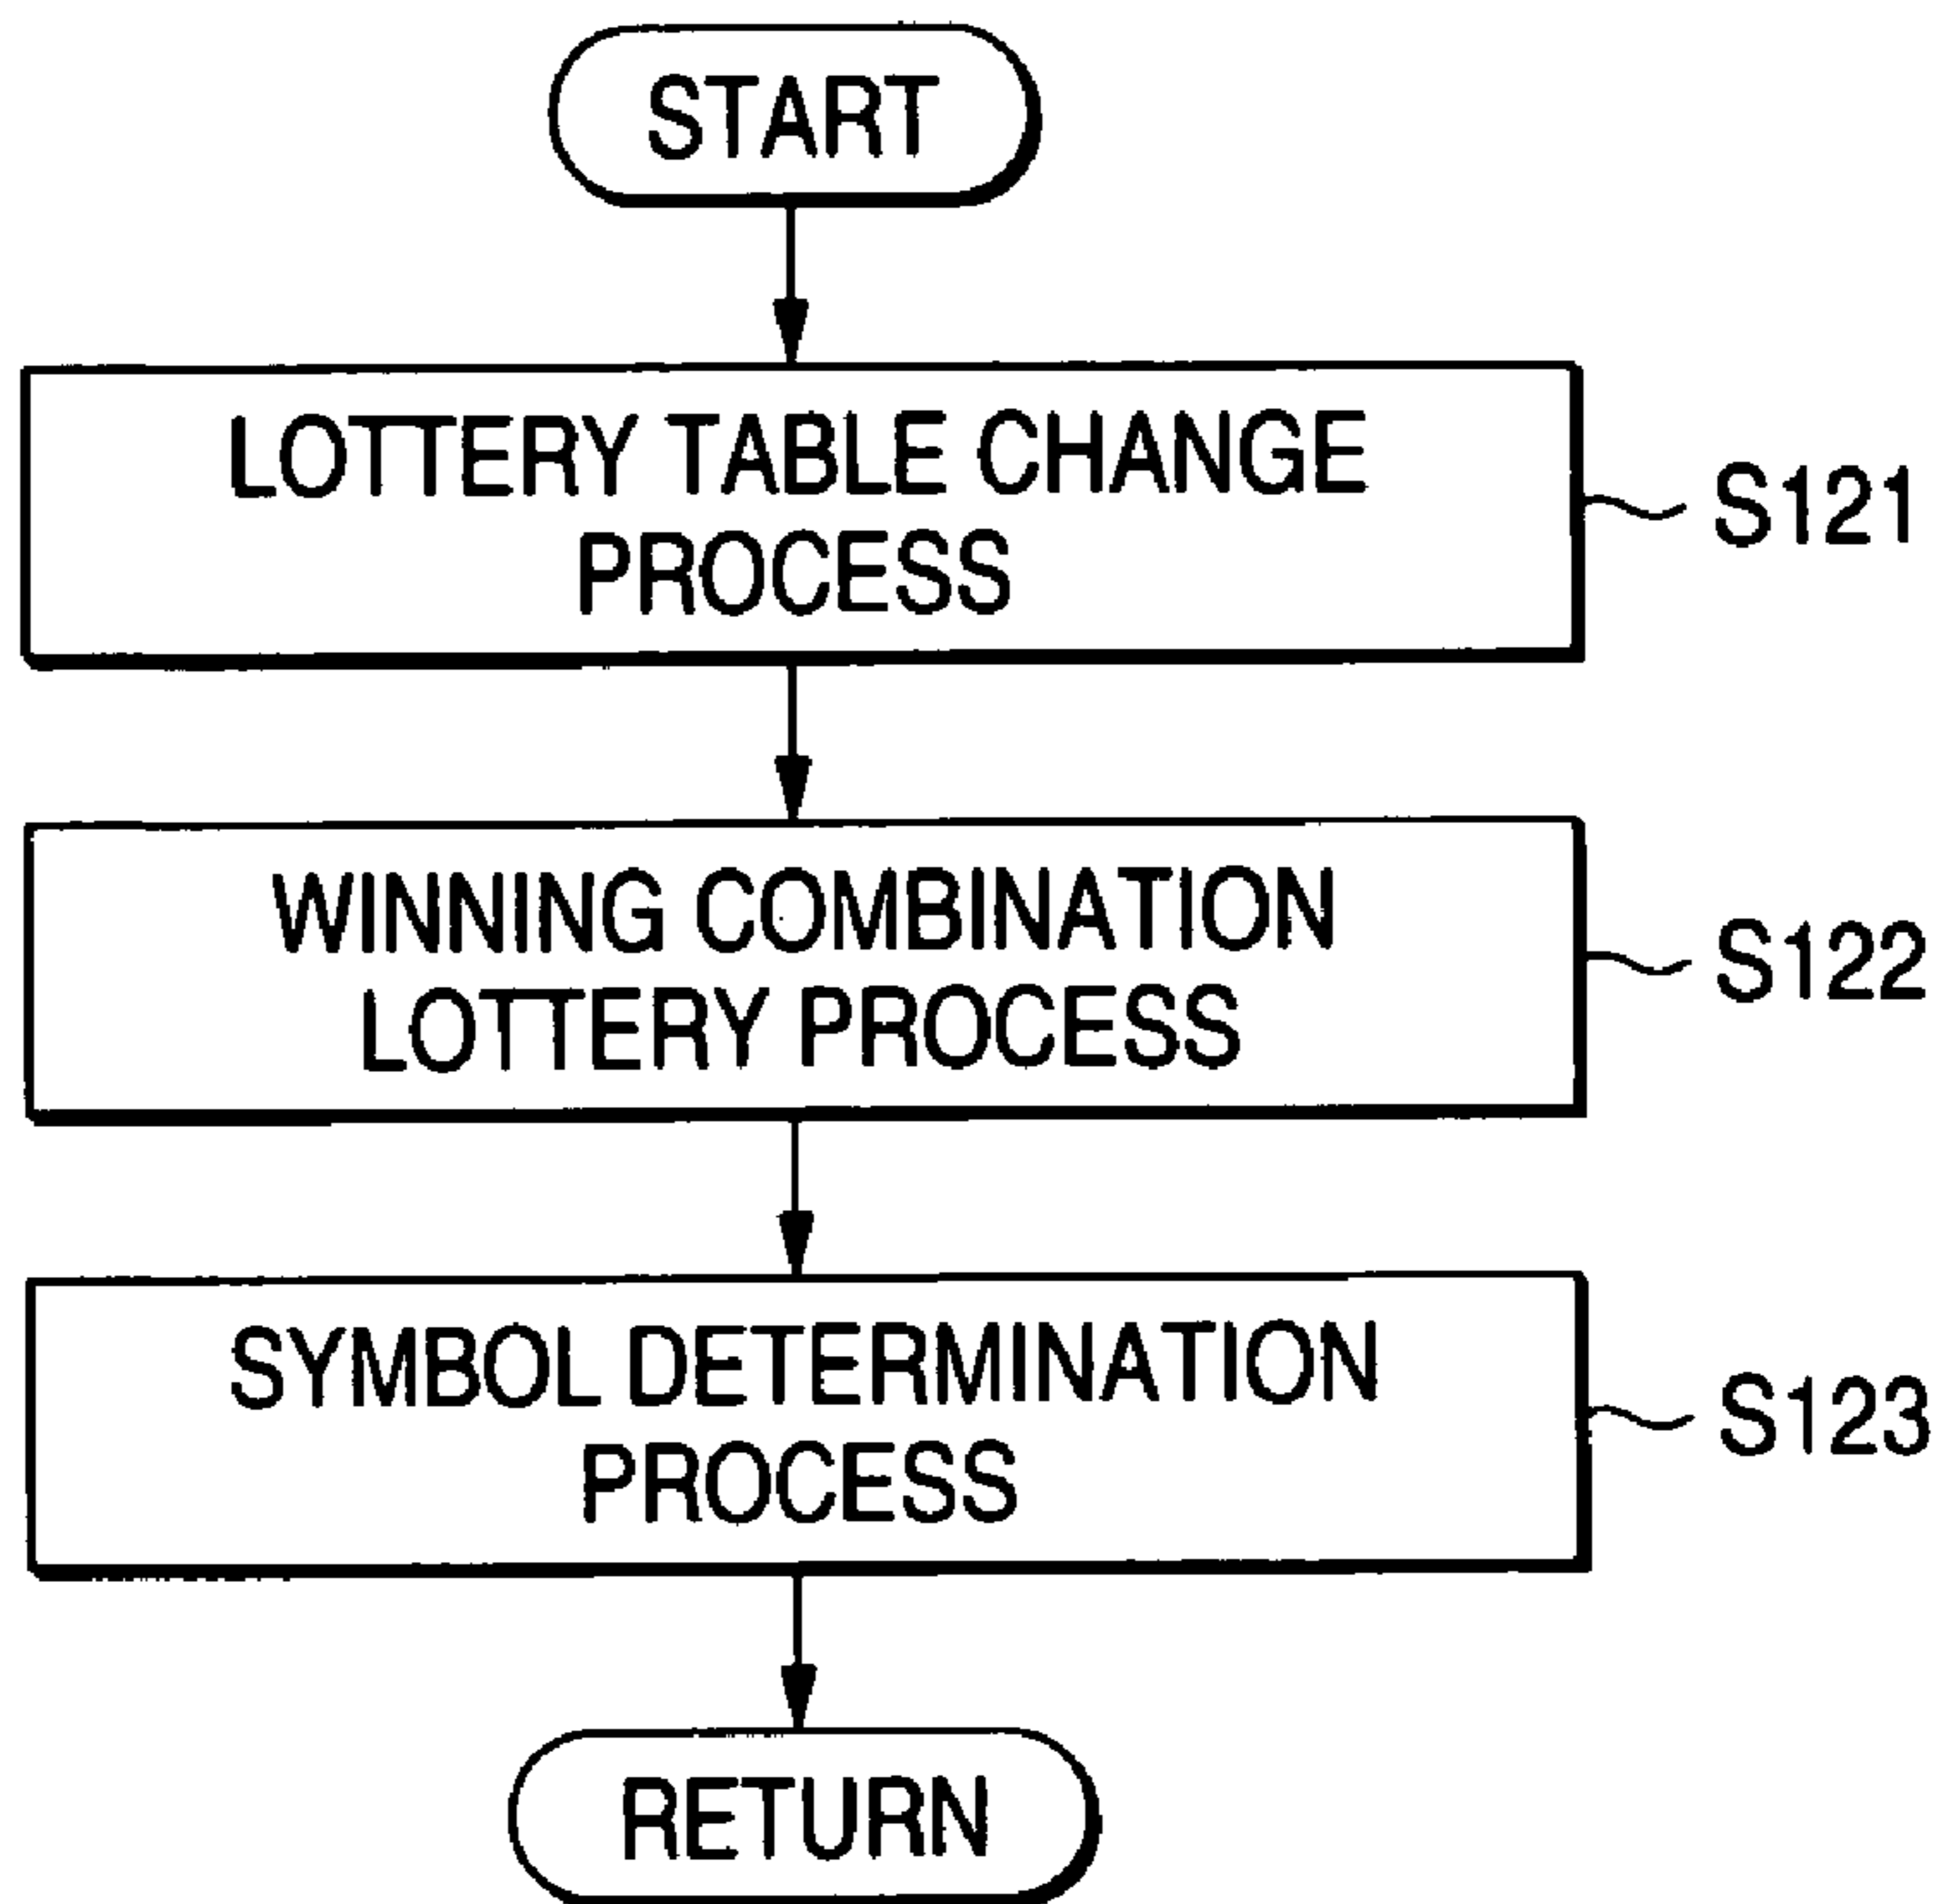 START
LOTTERY TABLE CHANGE
PROCESS
S121
WINNING COMBINATION
LOTTERY PROCESS
S122
SYMBOL DETERMINATION
PROCESS
S123
RETURN